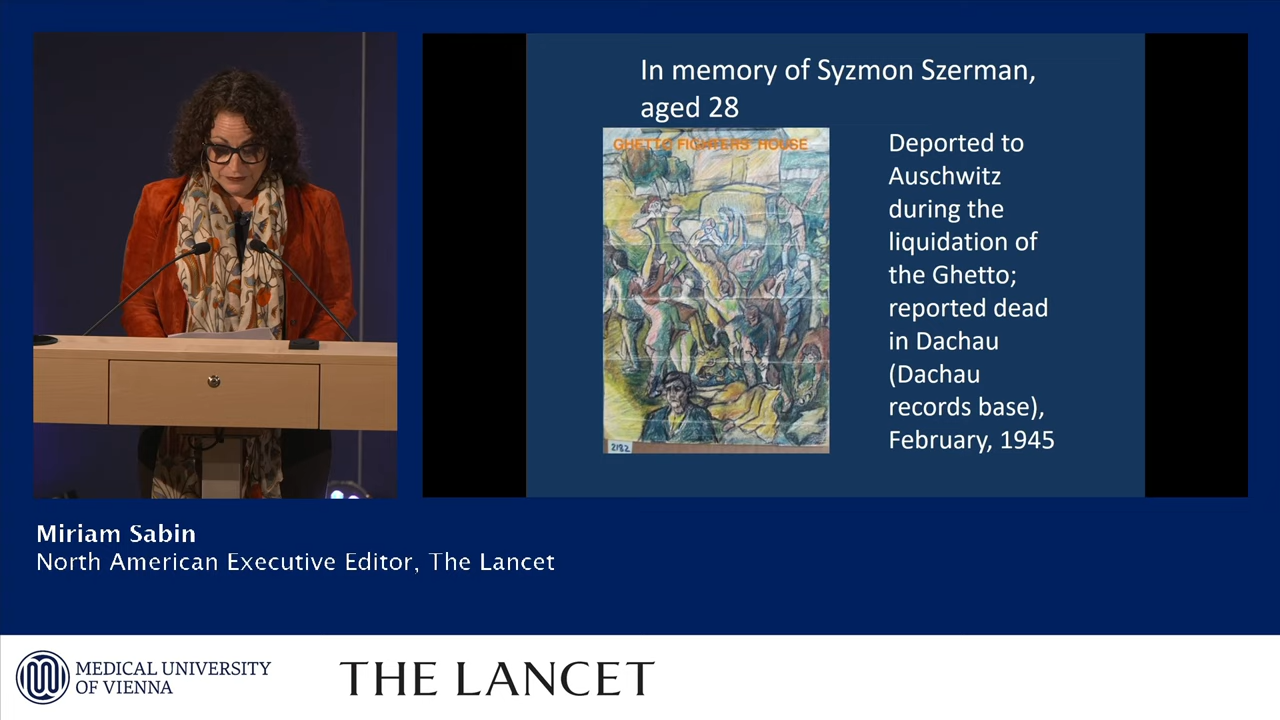 In memory of Syzmon Szerman,
aged 28
GHETTO FIGHTERS HOUSE
2182
Deported to
Auschwitz
during the
liquidation of
the Ghetto;
reported dead
in Dachau
(Dachau
records base),
February, 1945
Miriam Sabin
North American Executive Editor, The Lancet
MEDICAL UNIVERSITY
OF VIENNA
THE LANCET